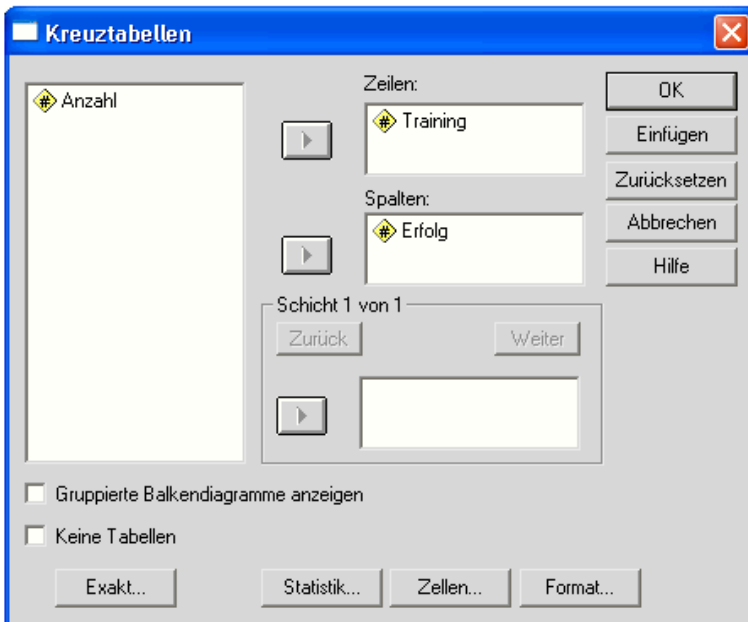 Kreuztabellen
Anzahl
Zeilen:
Training
Spalten:
Erfolg
Schicht 1 von 1
Zurück
Weiter
OK
Einfügen
Zurücksetzen
Abbrechen
Hilfe
Gruppierte Balkendiagramme anzeigen
Keine Tabellen
Exakt...
Statistik...
Zellen...
Format...